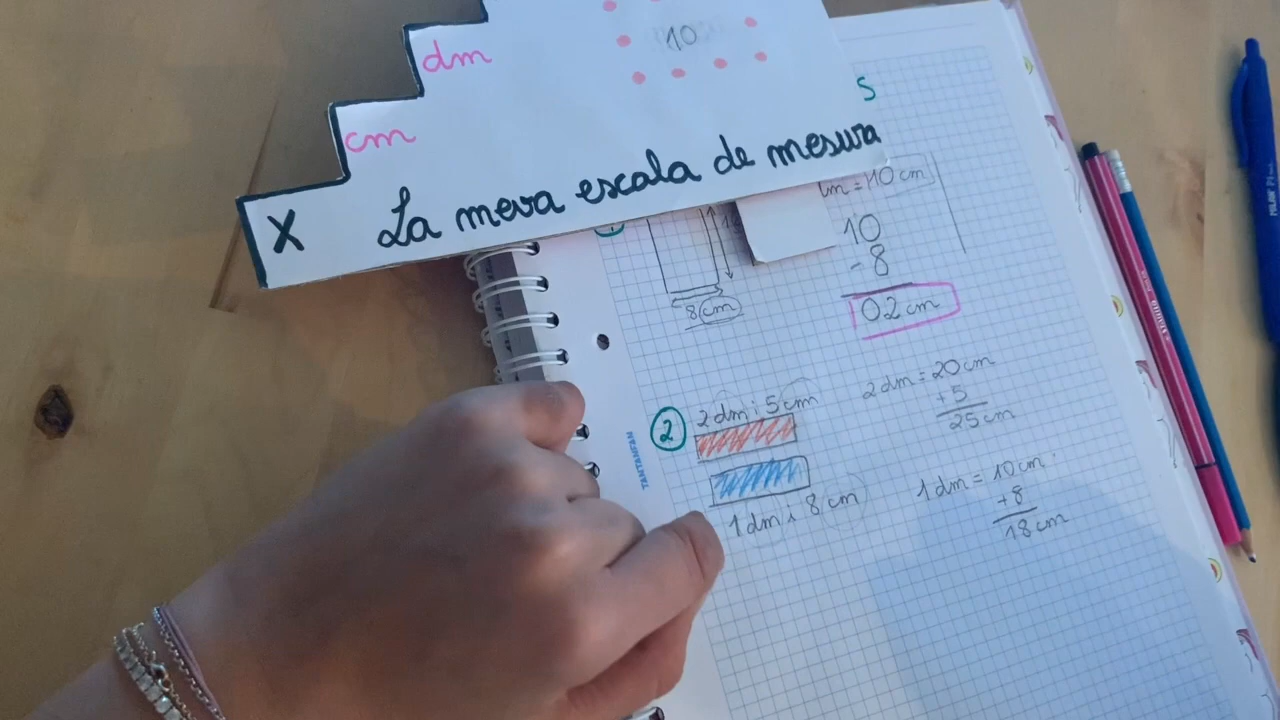 dm
10
cm
S
X La meva escala de mesura
m = 10 cm
10
- 8
02 cm
8 cm
2 2 dm i 5 cm
2 dm = 20 cm
+ 5
25 cm
1 dm i 8 cm
1 dm = 10 cm
+ 8
18 cm
TANTANFAN
MILAN P1